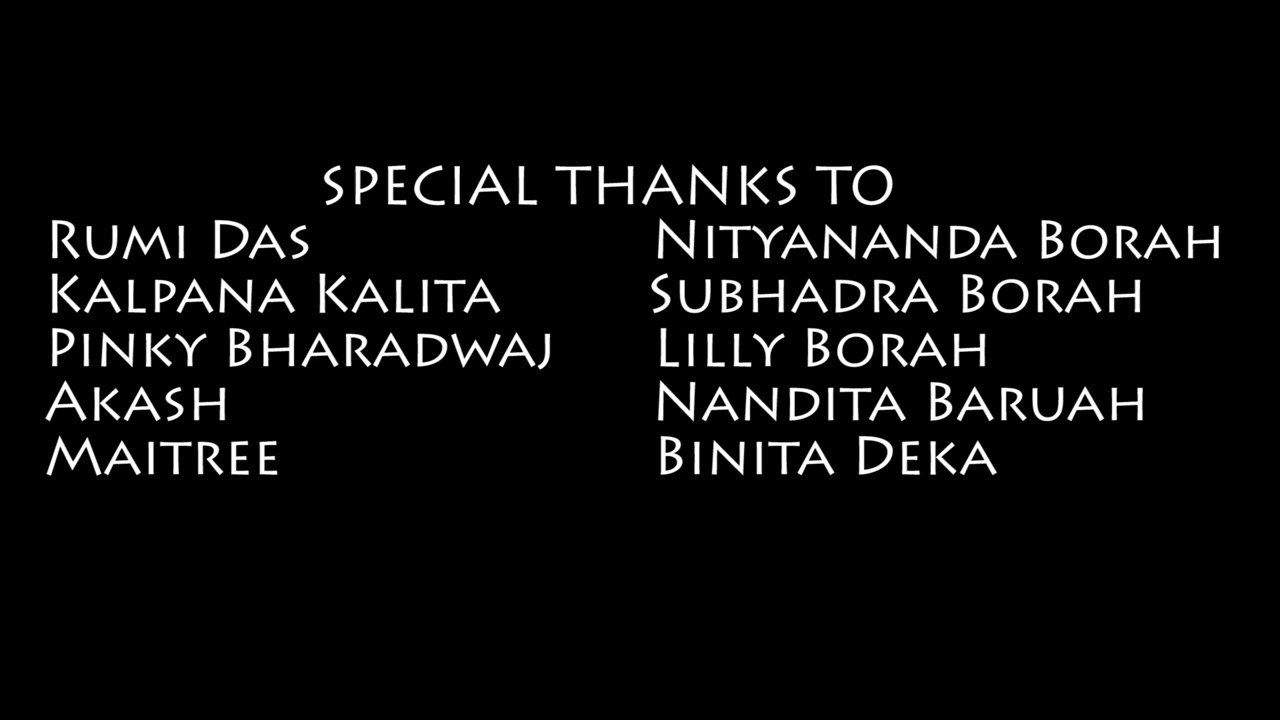 SPECIAL THANKS TO
RUMI DAS
KALPANA KALITA
PINKY BHARADWAJ
AKASH
MAITREE
NITYANANDA BORAH
SUBHADRA BORAH
LILLY BORAH
NANDITA BARUAH
BINITA DEKA